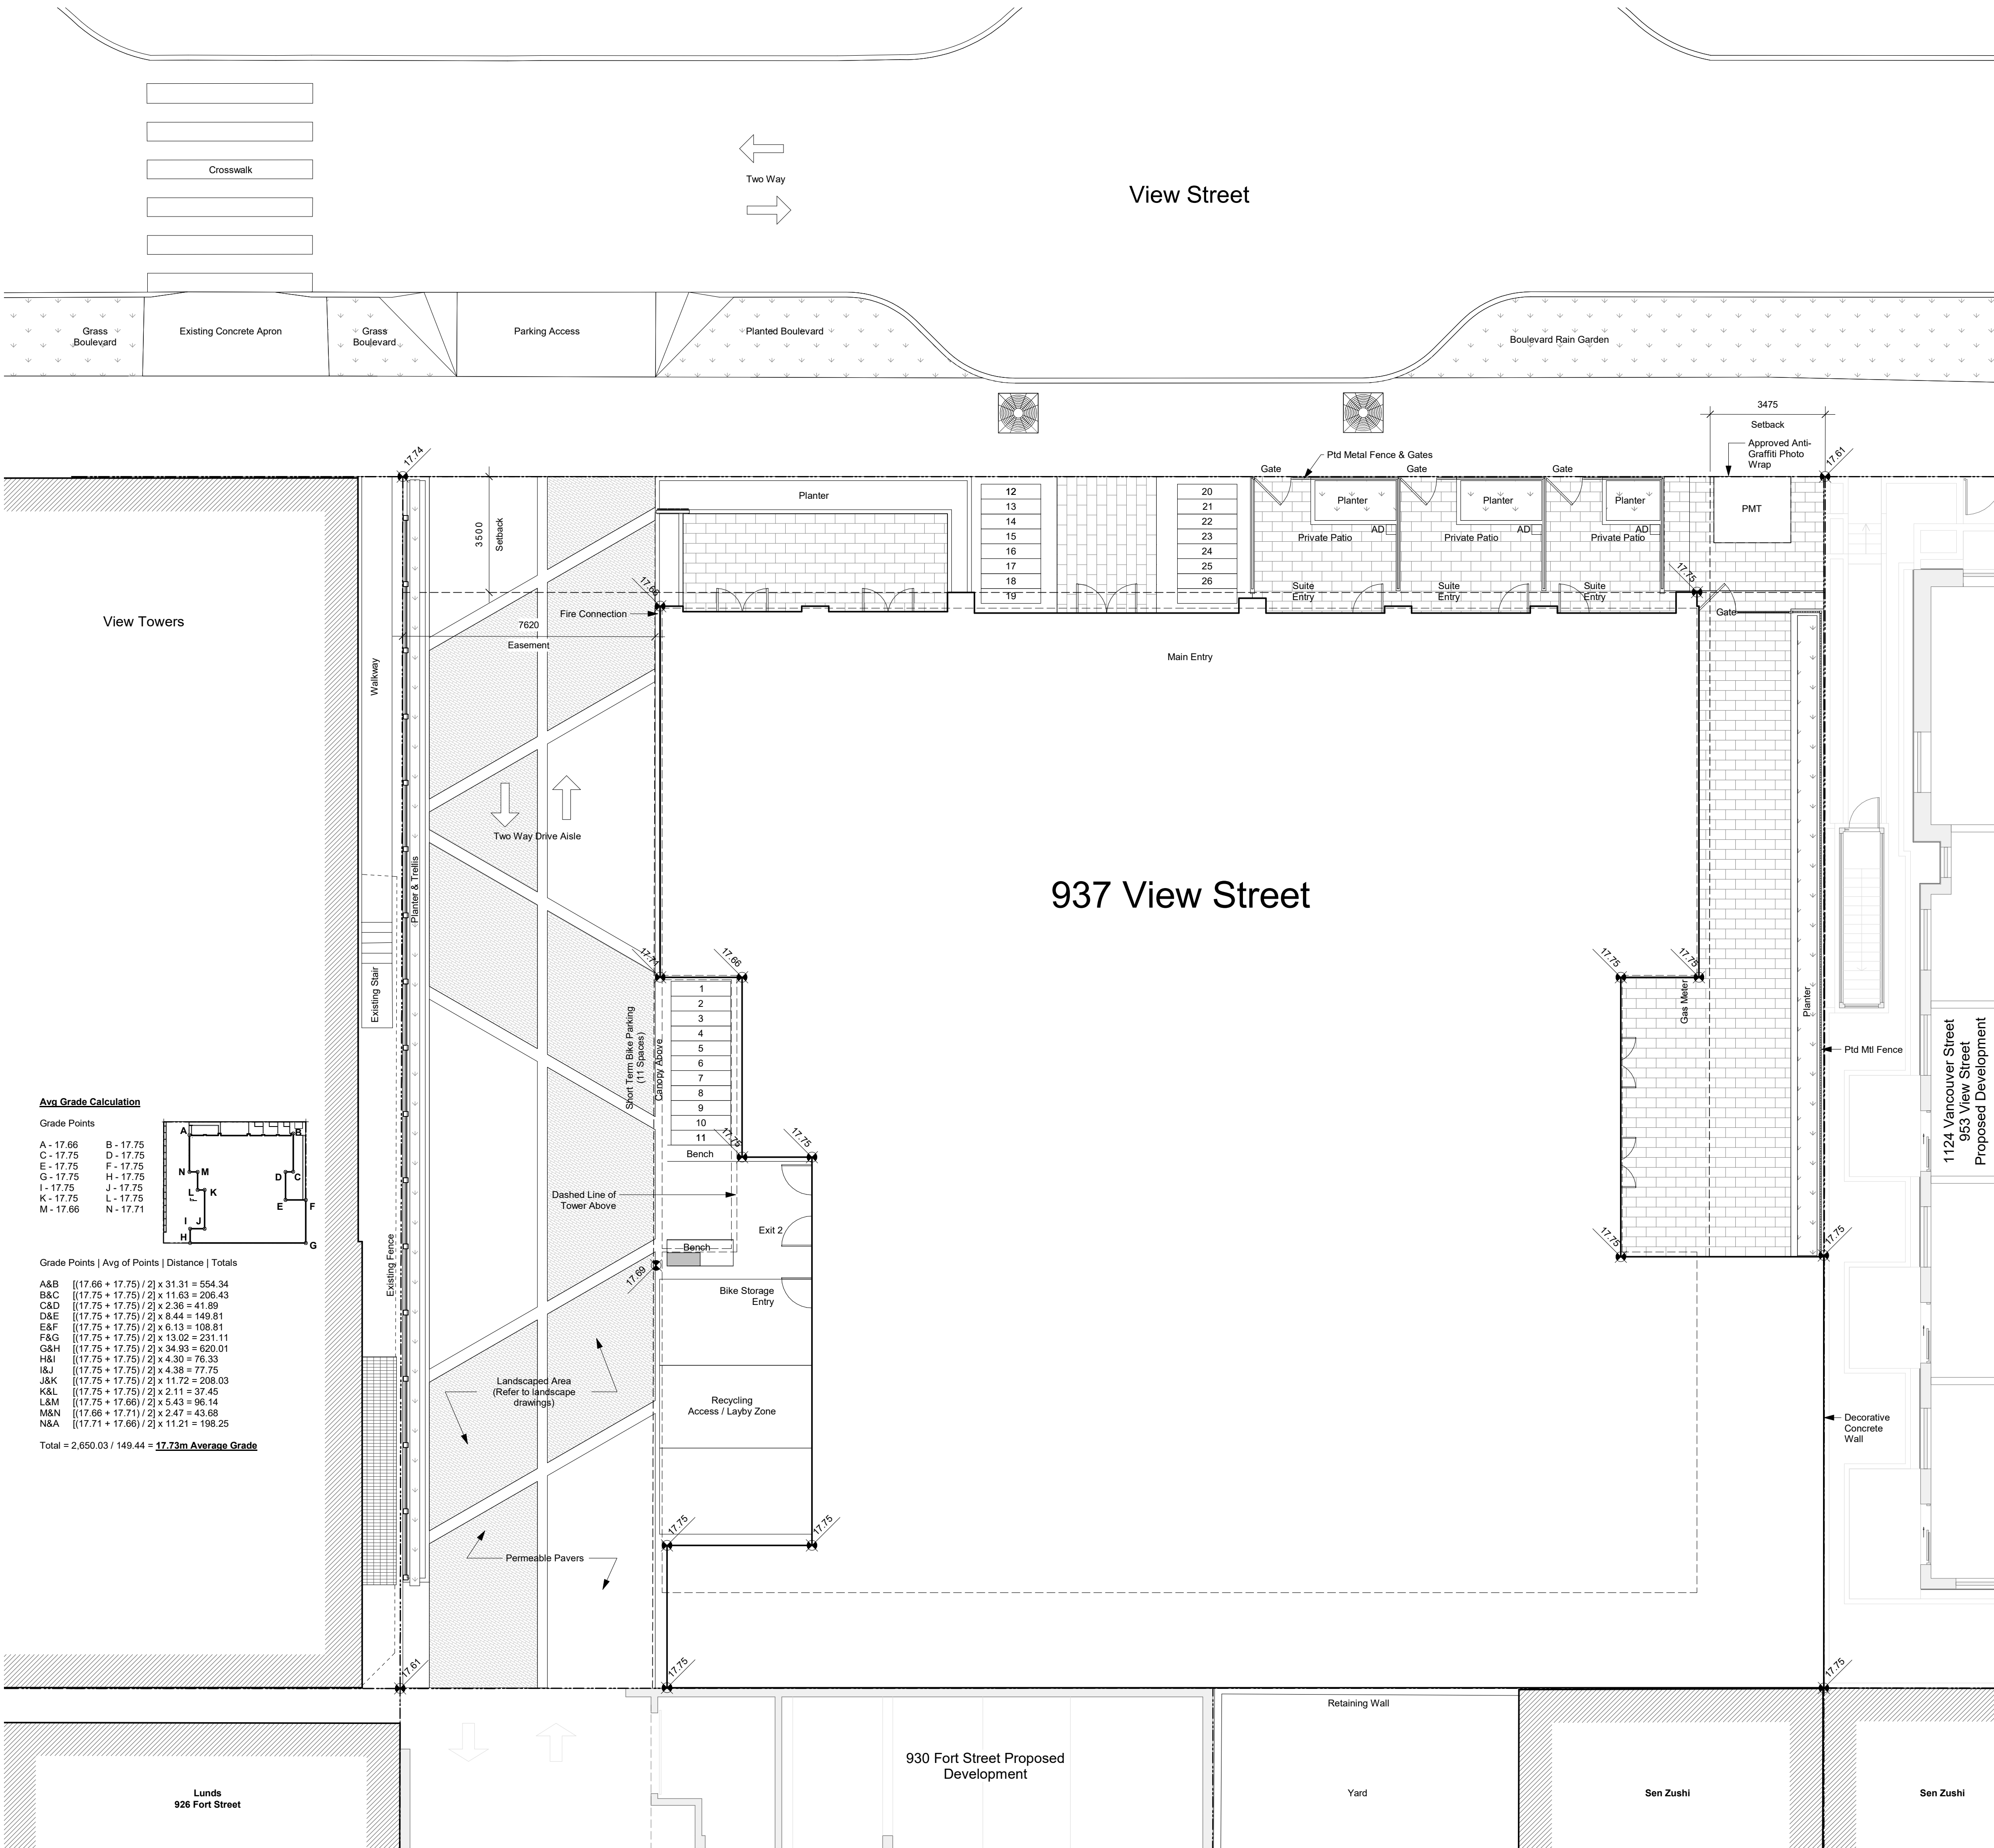 Crosswalk
Two Way
View Street
Grass
Boulevard
Existing Concrete Apron
Grass
Boulevard
Parking Access
Planted Boulevard
Boulevard Rain Garden
3475
Setback
Approved Anti-
Graffiti Photo
Wrap
17.74
17.61
Ptd Metal Fence & Gates
Gate
Gate
Gate
3500
Setback
Planter
12
13
14
15
16
17
18
19
20
21
22
23
24
25
26
Planter
Planter
Planter
AD
AD
AD
Private Patio
Private Patio
Private Patio
PMT
Suite
Entry
Suite
Entry
Suite
Entry
17.75
Gate
17.66
Fire Connection
7620
Easement
View Towers
Walkway
Main Entry
Two Way Drive Aisle
Planter & Trellis
937 View Street
Existing Stair
17.71
17.66
17.75
17.75
Short Term Bike Parking
(11 Spaces)
Canopy Above
1
2
3
4
5
6
7
8
9
10
11
Gas Meter
Planter
Ptd Mtl Fence
1124 Vancouver Street
953 View Street
Proposed Development
17.75
17.75
Bench
Dashed Line of
Tower Above
Exit 2
Bench
17.69
Bike Storage
Entry
17.75
17.75
Existing Fence
Avg Grade Calculation
Grade Points
A - 17.66 B - 17.75
C - 17.75 D - 17.75
E - 17.75 F - 17.75
G - 17.75 H - 17.75
I - 17.75 J - 17.75
K - 17.75 L - 17.75
M - 17.66 N - 17.71
A
B
N
M
D
C
L
K
E
F
I
J
H
G
Grade Points | Avg of Points | Distance | Totals
A&B [(17.66 + 17.75) / 2] x 31.31 = 554.34
B&C [(17.75 + 17.75) / 2] x 11.63 = 206.43
C&D [(17.75 + 17.75) / 2] x 2.36 = 41.89
D&E [(17.75 + 17.75) / 2] x 8.44 = 149.81
E&F [(17.75 + 17.75) / 2] x 6.13 = 108.81
F&G [(17.75 + 17.75) / 2] x 13.02 = 231.11
G&H [(17.75 + 17.75) / 2] x 34.93 = 620.01
H&I [(17.75 + 17.75) / 2] x 4.30 = 76.33
I&J [(17.75 + 17.75) / 2] x 4.38 = 77.75
J&K [(17.75 + 17.75) / 2] x 11.72 = 208.03
K&L [(17.75 + 17.75) / 2] x 2.11 = 37.45
L&M [(17.75 + 17.66) / 2] x 5.43 = 96.14
M&N [(17.66 + 17.71) / 2] x 2.47 = 43.68
N&A [(17.71 + 17.66) / 2] x 11.21 = 198.25
Total = 2,650.03 / 149.44 = 17.73m Average Grade
Landscaped Area
(Refer to landscape
drawings)
Recycling
Access / Layby Zone
Decorative
Concrete
Wall
17.75
17.75
Permeable Pavers
17.61
17.75
17.75
Retaining Wall
930 Fort Street Proposed
Development
Lunds
926 Fort Street
Yard
Sen Zushi
Sen Zushi